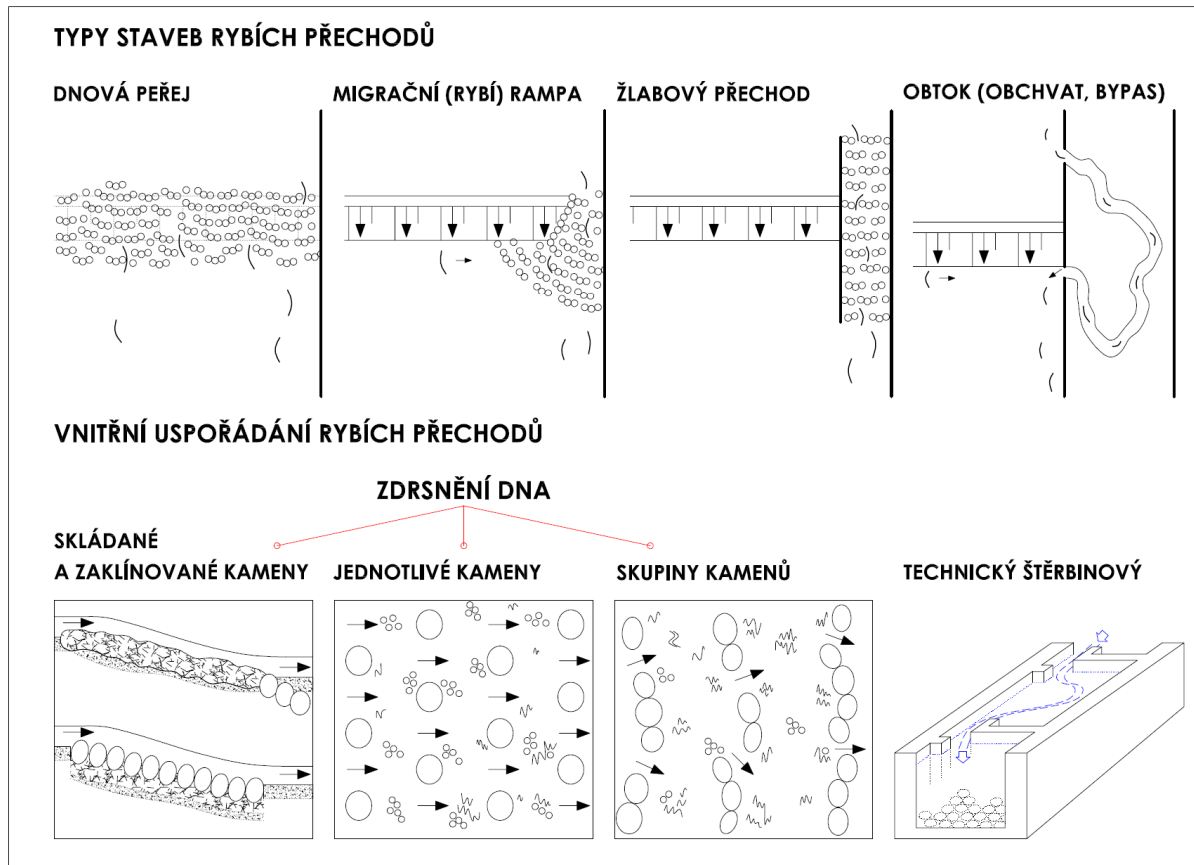 TYPY STAVEB RYBÍCH PŘECHODŮ
DNOVÁ PEŘEJ
MIGRAČNÍ (RYBÍ) RAMPA
ŽLABOVÝ PŘECHOD
OBTOK (OBCHVAT, BYPAS)
VNITŘNÍ USPOŘÁDÁNÍ RYBÍCH PŘECHODŮ
ZDRSNĚNÍ DNA
SKLÁDANÉ
A ZAKLÍNOVANÉ KAMENY
JEDNOTLIVÉ KAMENY
SKUPINY KAMENŮ
TECHNICKÝ ŠTĚRBINOVÝ